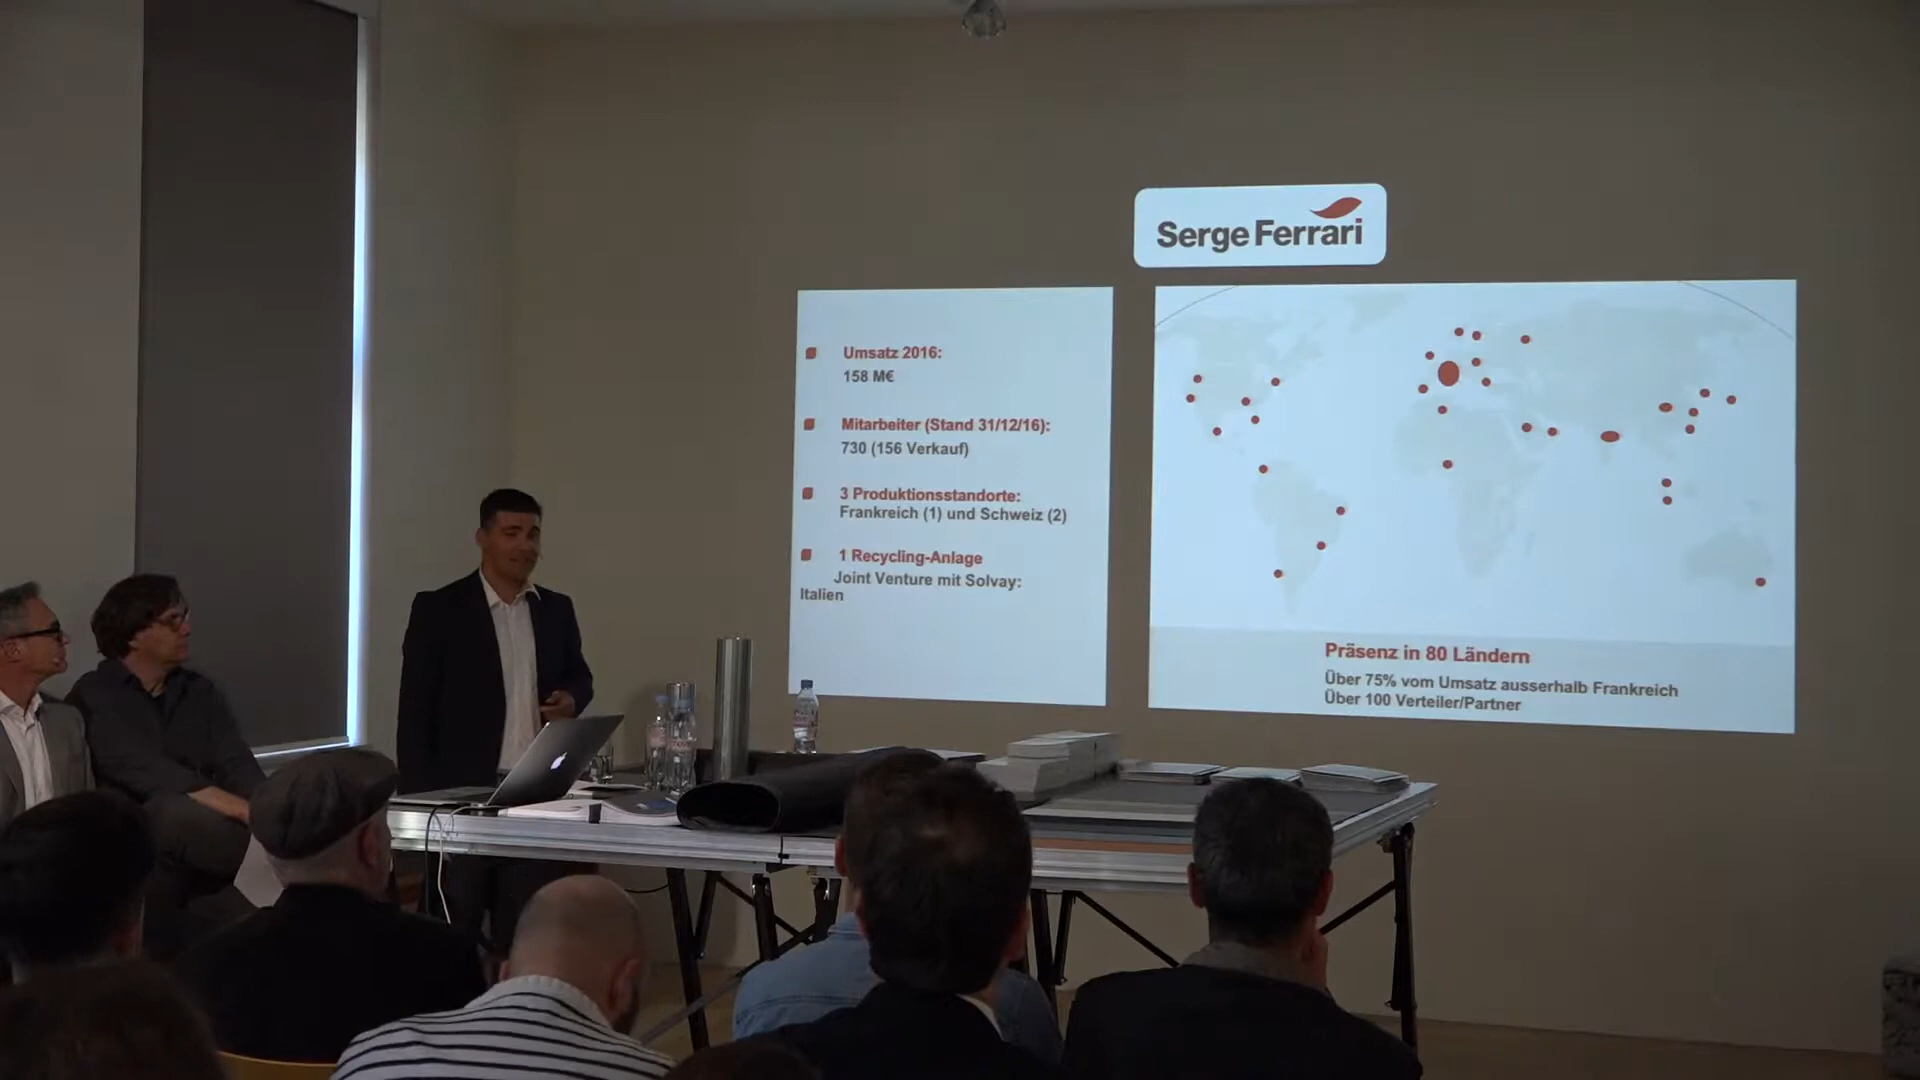 Serge Ferrari
Umsatz 2016:
158 M€
Mitarbeiter (Stand 31/12/16):
730 (156 Verkauf)
3 Produktionsstandorte:
Frankreich (1) und Schweiz (2)
1 Recycling-Anlage
Joint Venture mit Solvay:
Italien
Präsenz in 80 Ländern
Über 75% vom Umsatz ausserhalb Frankreich
Über 100 Verteiler/Partner